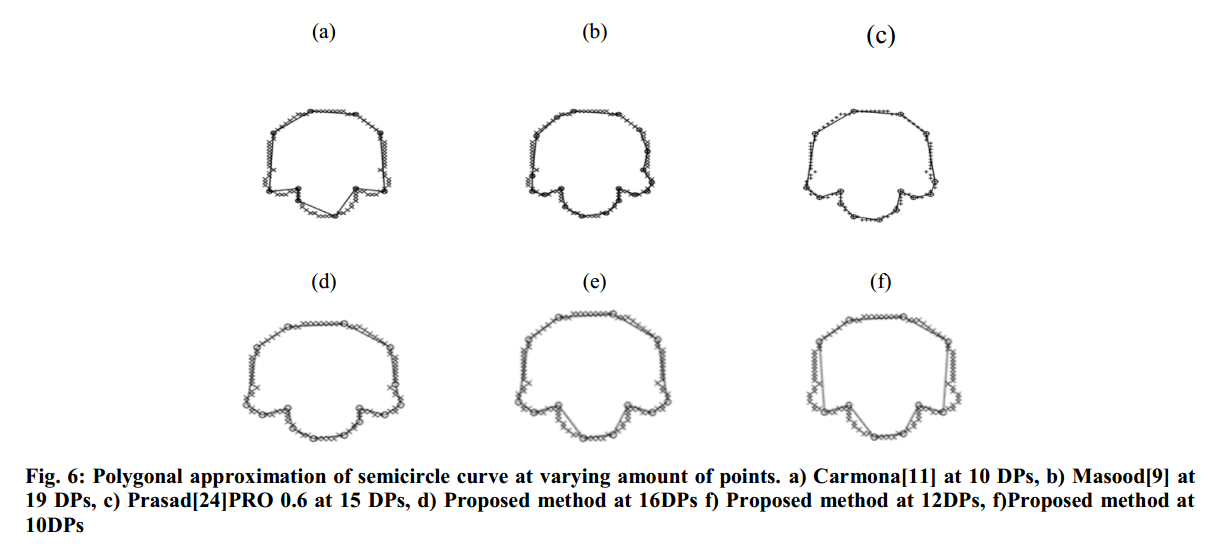 (a) (b) (c)
(d) (e) (f)
Fig. 6: Polygonal approximation of semicircle curve at varying amount of points. a) Carmona[11] at 10 DPs, b) Masood[9] at
19 DPs, c) Prasad[24]PRO 0.6 at 15 DPs, d) Proposed method at 16DPs f) Proposed method at 12DPs, f)Proposed method at
10DPs